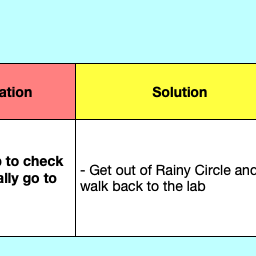 ation
Solution
to check
ally go to
- Get out of Rainy Circle and
walk back to the lab